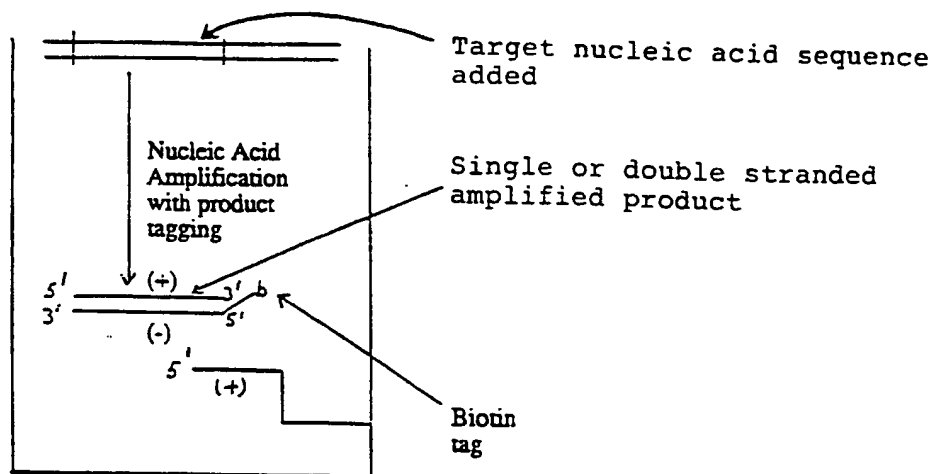 Target nucleic acid sequence
added
Nucleic Acid
Amplification
with product
tagging
Single or double stranded
amplified product
5' (+) 3' b
3' (-) 5'
5' (+)
Biotin
tag